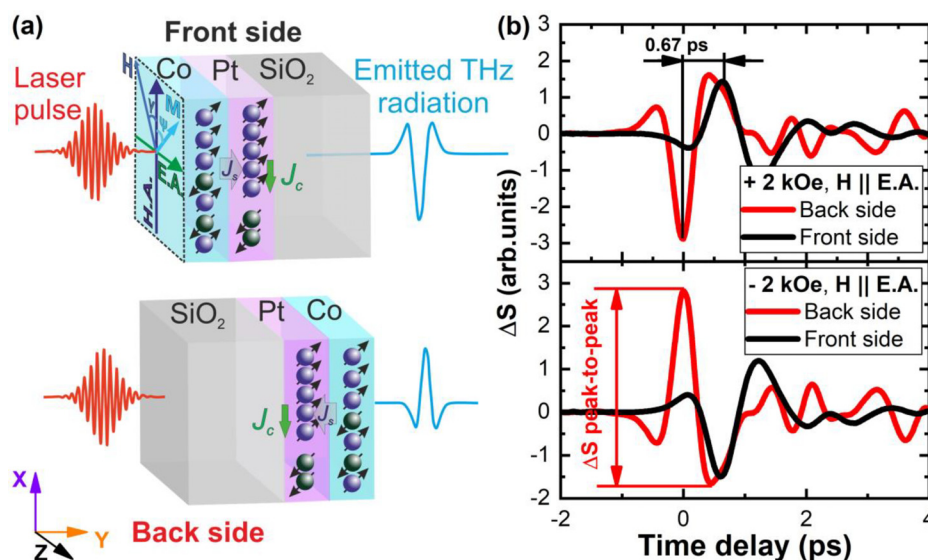 (a)
Front side
Laser
pulse
Co Pt SiO₂
Emitted THz
radiation
H
γ
M
ψ
E.A.
H.A.
Jₛ
J꜀
SiO₂ Pt Co
J꜀
Jₛ
X
Y
Z
Back side
(b)
0.67 ps
3
2
1
0
-1
-2
-3
+ 2 kOe, H || E.A.
Back side
Front side
ΔS (arb.units)
- 2 kOe, H || E.A.
Back side
Front side
ΔS peak-to-peak
3
2
1
0
-1
-2
-2 0 2 4
Time delay (ps)